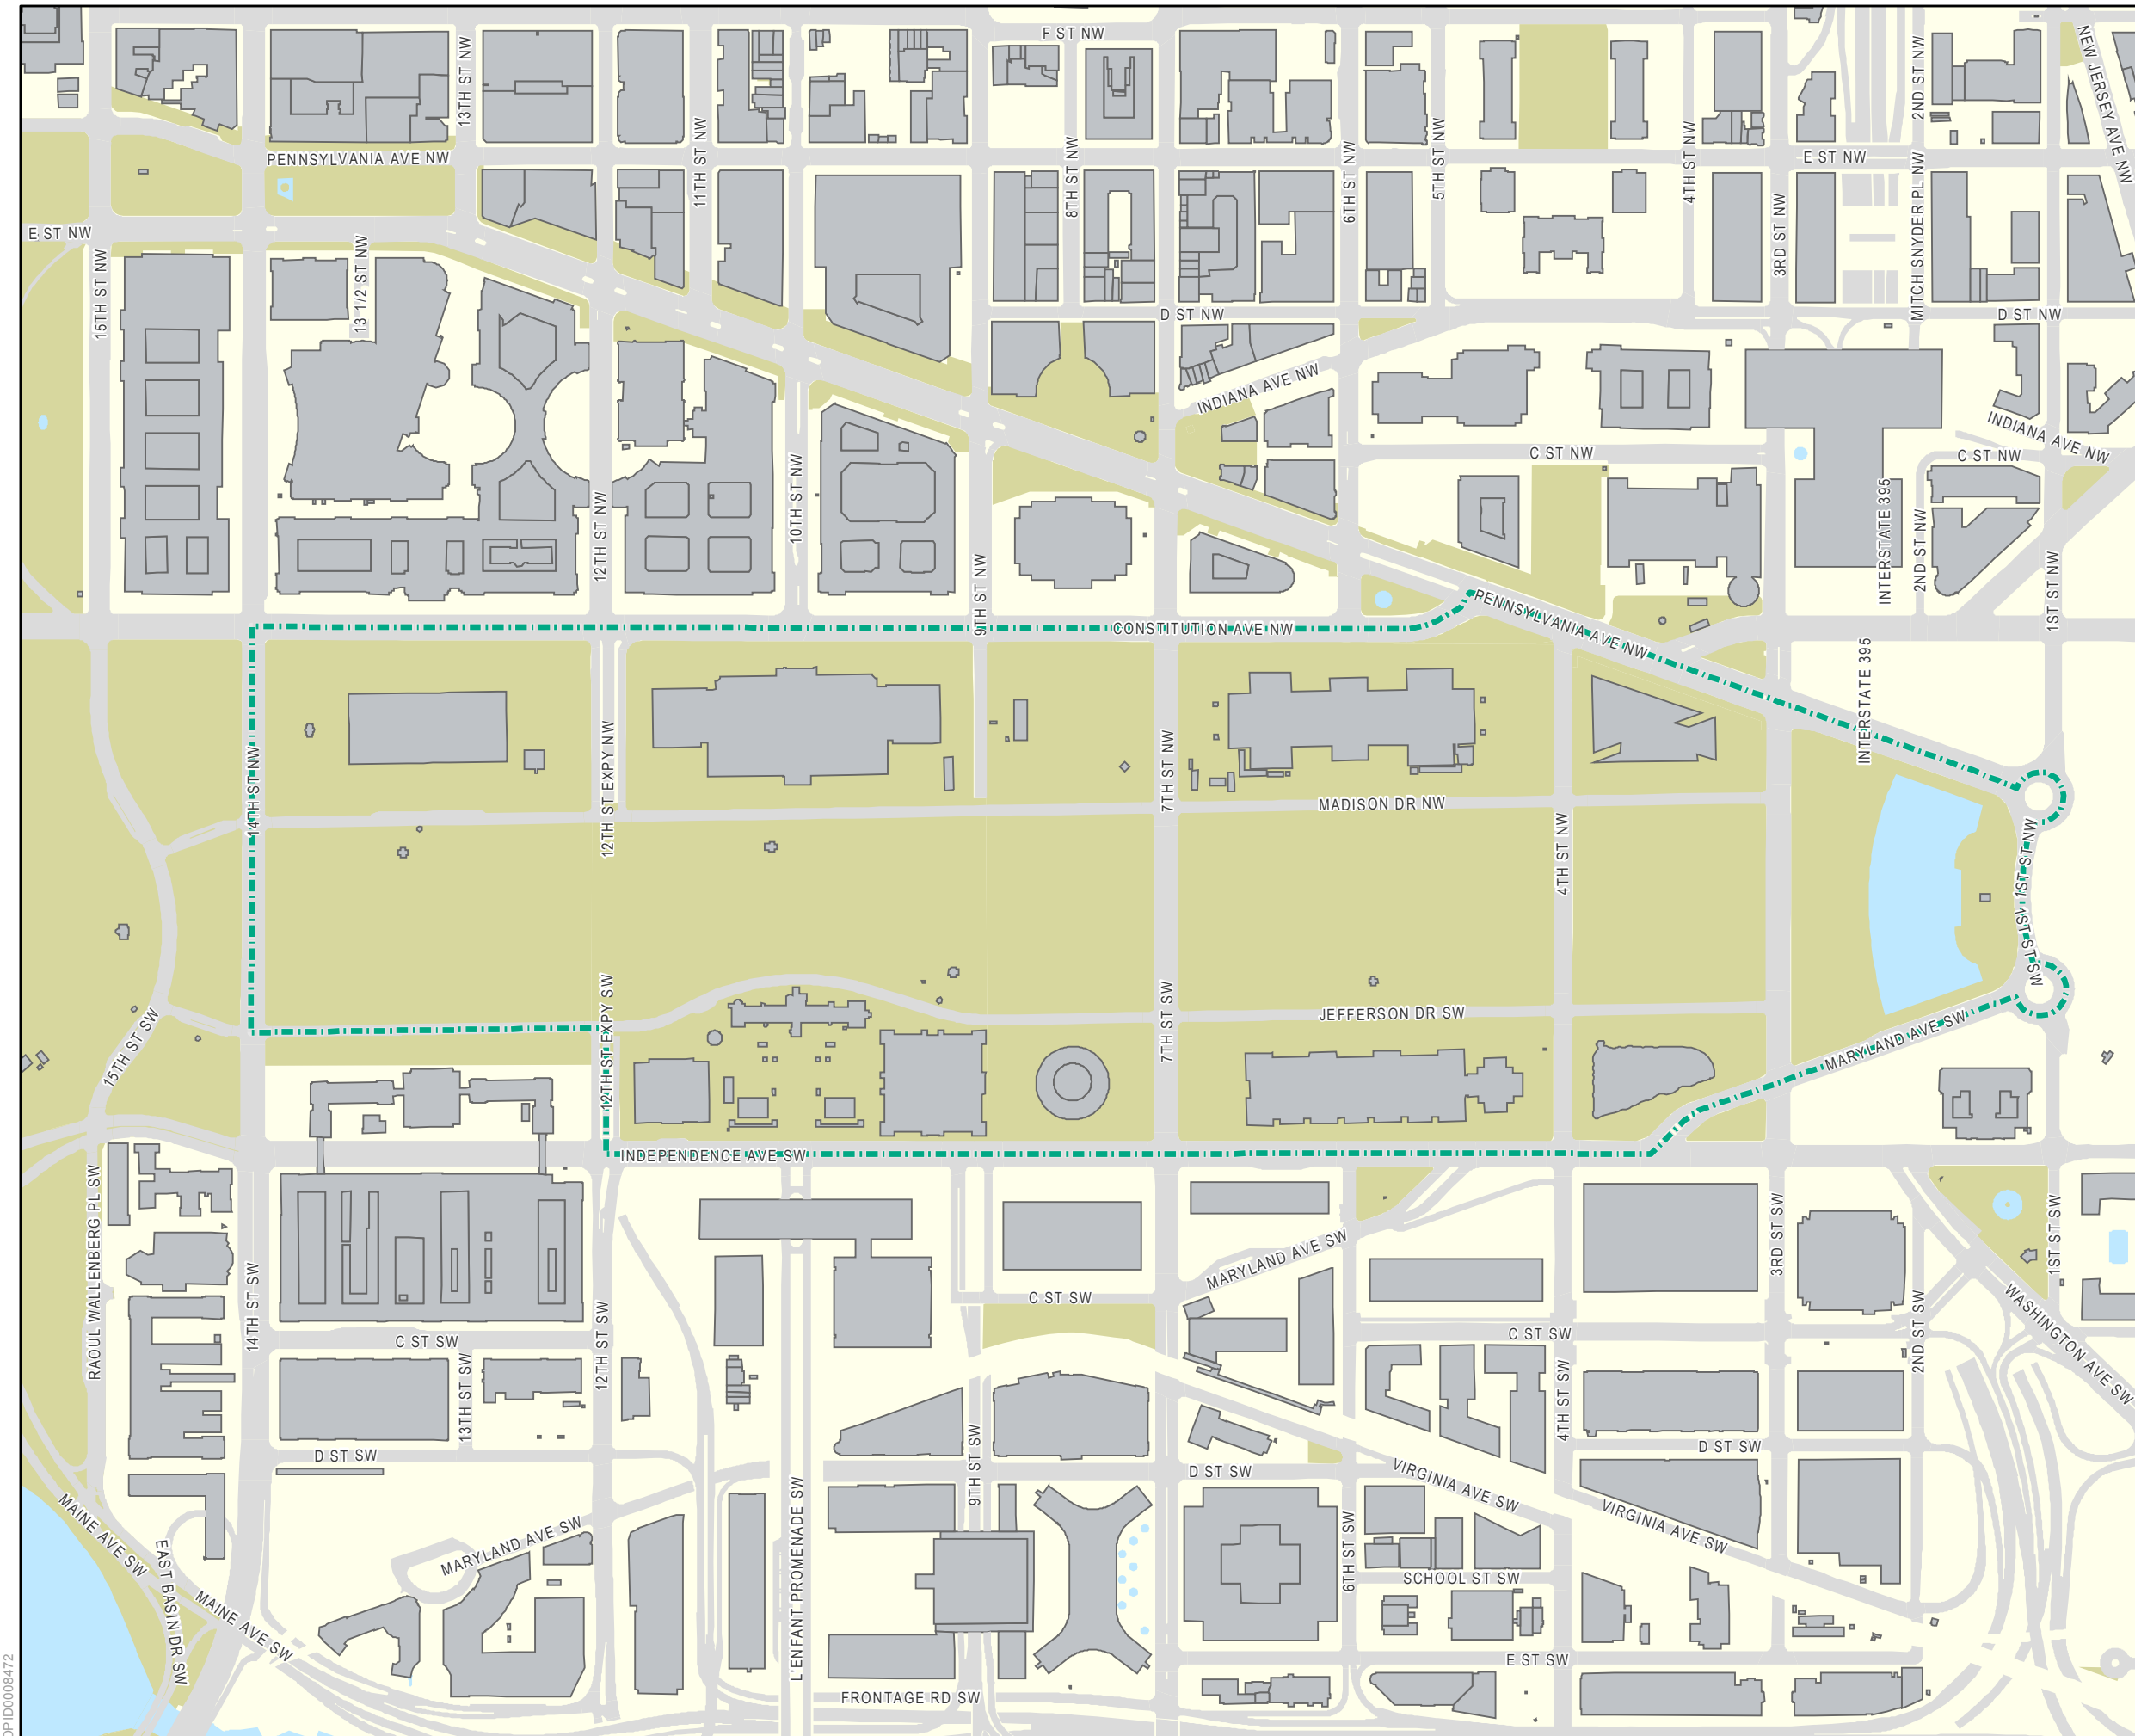 F ST NW
13TH ST NW
2ND ST NW
NEW JERSEY AVE NW
PENNSYLVANIA AVE NW
11TH ST NW
8TH ST NW
6TH ST NW
5TH ST NW
4TH ST NW
E ST NW
MITCH SNYDER PL NW
E ST NW
15TH ST NW
13 1/2 ST NW
3RD ST NW
D ST NW
D ST NW
INDIANA AVE NW
INDIANA AVE NW
C ST NW
C ST NW
12TH ST NW
10TH ST NW
9TH ST NW
INTERSTATE 395
2ND ST NW
1ST ST NW
CONSTITUTION AVE NW
PENNSYLVANIA AVE NW
INTERSTATE 395
14TH ST NW
12TH ST EXPY NW
7TH ST NW
MADISON DR NW
4TH ST NW
1ST ST NW
1ST ST SW
15TH ST SW
12TH ST EXPY SW
7TH ST SW
JEFFERSON DR SW
MARYLAND AVE SW
INDEPENDENCE AVE SW
RAOUL WALLENBERG PL SW
14TH ST SW
12TH ST SW
MARYLAND AVE SW
3RD ST SW
1ST ST SW
C ST SW
C ST SW
C ST SW
2ND ST SW
WASHINGTON AVE SW
13TH ST SW
4TH ST SW
D ST SW
D ST SW
D ST SW
9TH ST SW
VIRGINIA AVE SW
VIRGINIA AVE SW
MAINE AVE SW
EAST BASIN DR SW
MARYLAND AVE SW
L'ENFANT PROMENADE SW
6TH ST SW
SCHOOL ST SW
MAINE AVE SW
E ST SW
FRONTAGE RD SW
DPID0008472